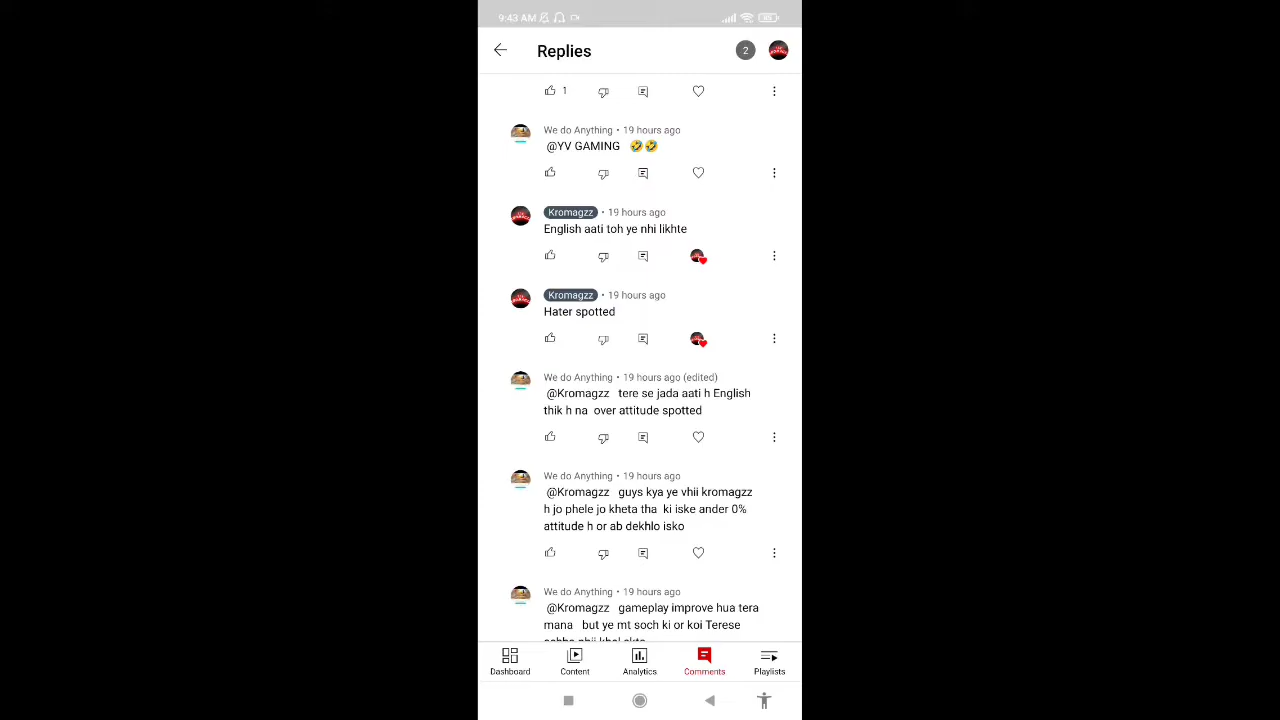 9:43 AM
85
Replies
2
1
We do Anything • 19 hours ago
@YV GAMING 🤣🤣
Kromagzz • 19 hours ago
English aati toh ye nhi likhte
Kromagzz • 19 hours ago
Hater spotted
We do Anything • 19 hours ago (edited)
@Kromagzz tere se jada aati h English
thik h na over attitude spotted
We do Anything • 19 hours ago
@Kromagzz guys kya ye vhii kromagzz
h jo phele jo kheta tha ki iske ander 0%
attitude h or ab dekhlo isko
We do Anything • 19 hours ago
@Kromagzz gameplay improve hua tera
mana but ye mt soch ki or koi Terese
Dashboard Content Analytics Comments Playlists